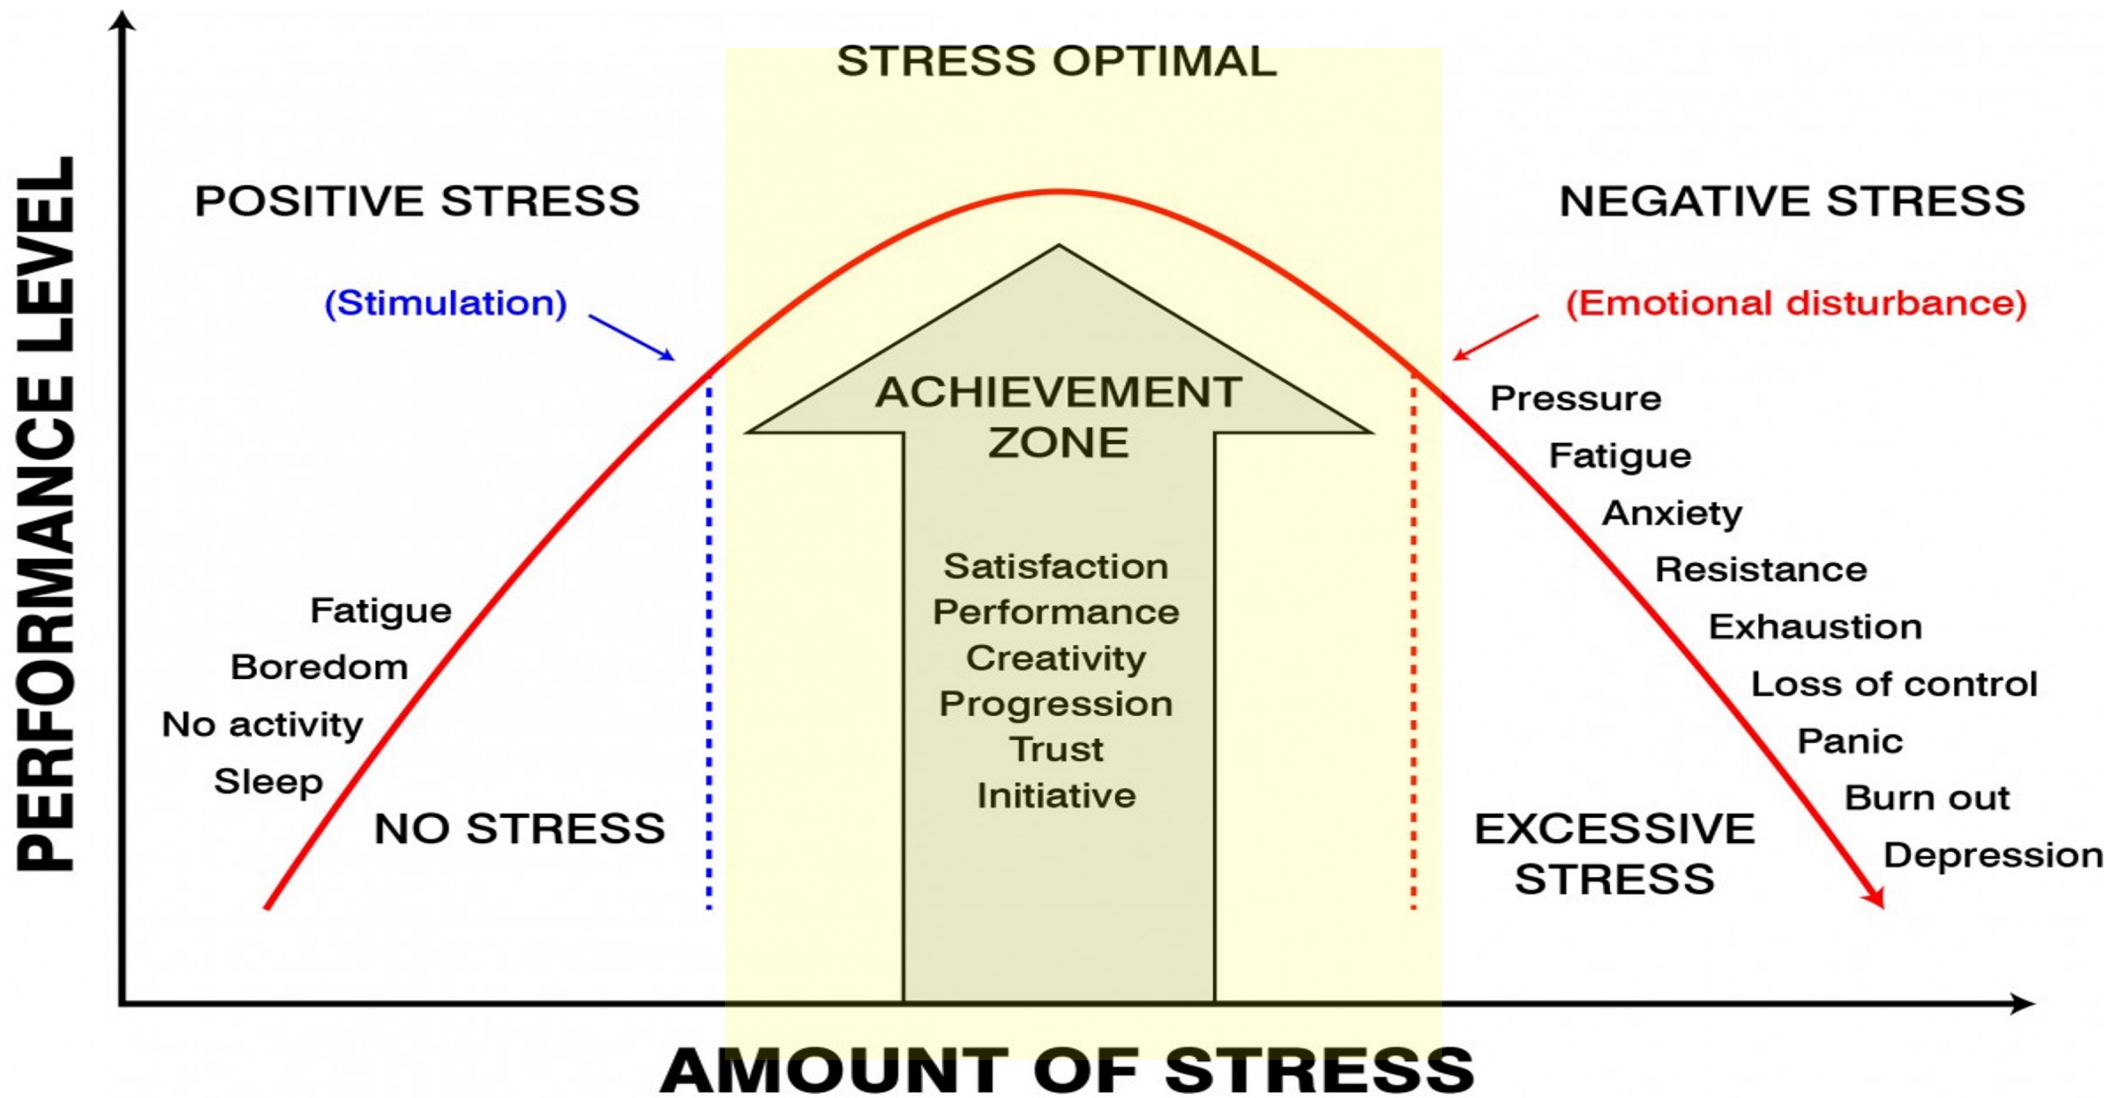 STRESS OPTIMAL
POSITIVE STRESS
NEGATIVE STRESS
(Stimulation)
(Emotional disturbance)
PERFORMANCE LEVEL
ACHIEVEMENT
ZONE
Satisfaction
Performance
Creativity
Progression
Trust
Initiative
Fatigue
Boredom
No activity
Sleep
NO STRESS
Pressure
Fatigue
Anxiety
Resistance
Exhaustion
Loss of control
Panic
Burn out
Depression
EXCESSIVE
STRESS
AMOUNT OF STRESS